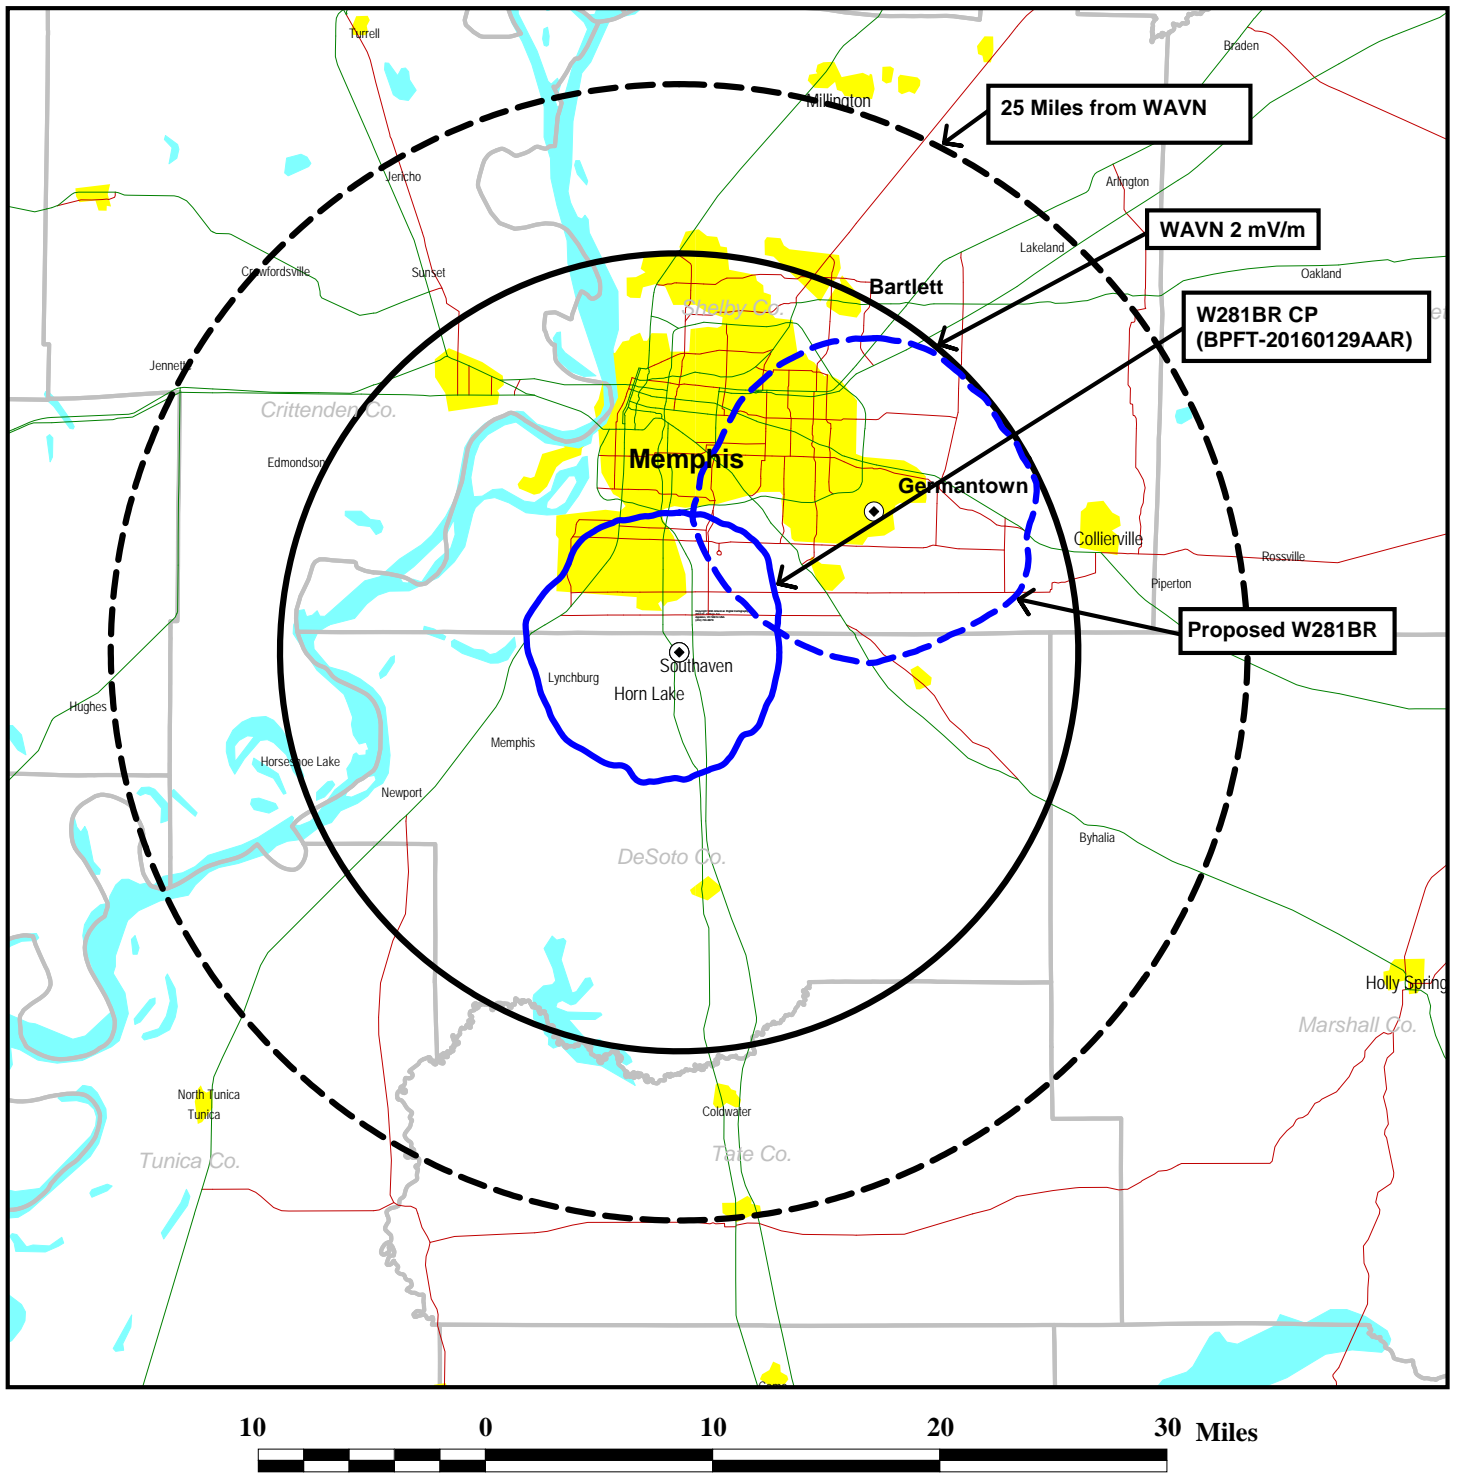 Turrell
Braden
Millington
25 Miles from WAVN
Jericho
Arlington
WAVN 2 mV/m
Lakeland
Crawfordsville
Sunset
Oakland
Bartlett
Shelby Co.
W281BR CP
(BPFT-20160129AAR)
Jennette
Crittenden Co.
Edmondson
Memphis
Germantown
Collierville
Rossville
Piperton
Proposed W281BR
Southaven
Lynchburg
Horn Lake
Hughes
Memphis
Horseshoe Lake
Newport
Byhalia
DeSoto Co.
Holly Spring
Marshall Co.
North Tunica
Tunica
Coldwater
Tunica Co.
Tate Co.
10 0 10 20 30 Miles